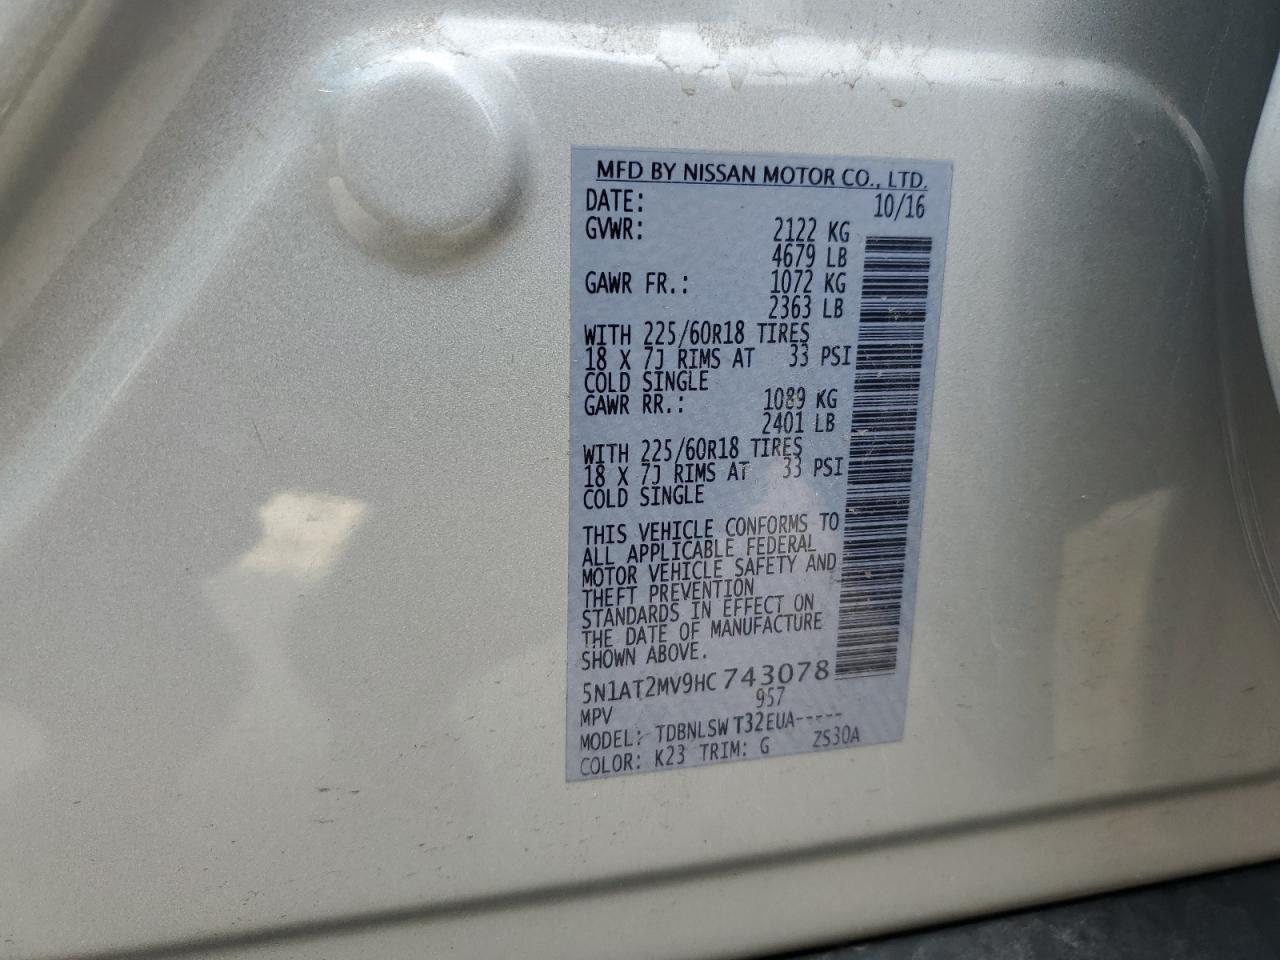 MFD BY NISSAN MOTOR CO., LTD.
DATE: 10/16
GVWR: 2122 KG
4679 LB
GAWR FR.: 1072 KG
2363 LB
WITH 225/60R18 TIRES
18 X 7J RIMS AT 33 PSI
COLD SINGLE
GAWR RR.: 1089 KG
2401 LB
WITH 225/60R18 TIRES
18 X 7J RIMS AT 33 PSI
COLD SINGLE
THIS VEHICLE CONFORMS TO
ALL APPLICABLE FEDERAL
MOTOR VEHICLE SAFETY AND
THEFT PREVENTION
STANDARDS IN EFFECT ON
THE DATE OF MANUFACTURE
SHOWN ABOVE.
5N1AT2MV9HC 743078
MPV 957
MODEL: TDBNLSW T32EUA-----
COLOR: K23 TRIM: G ZS30A